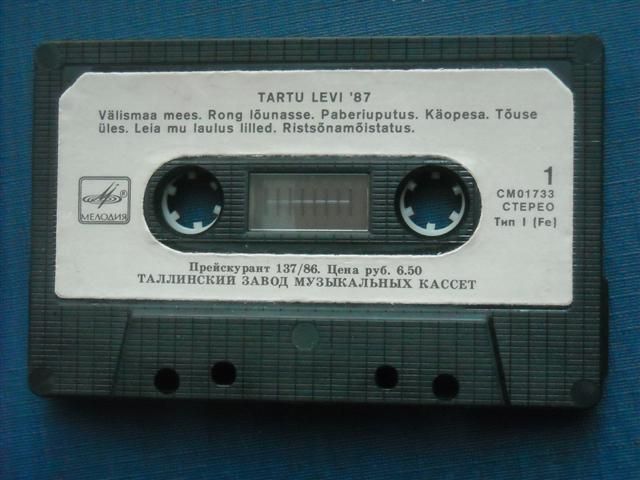 TARTU LEVI '87
Välismaa mees. Rong lõunasse. Paberiuputus. Käopesa. Tõuse
üles. Leia mu laulus lilled. Ristsõnamõistatus.
1
СМ01733
СТЕРЕО
Тип I (Fe)
®
МЕЛОДИЯ
Прейскурант 137/86. Цена руб. 6.50
ТАЛЛИНСКИЙ ЗАВОД МУЗЫКАЛЬНЫХ КАССЕТ